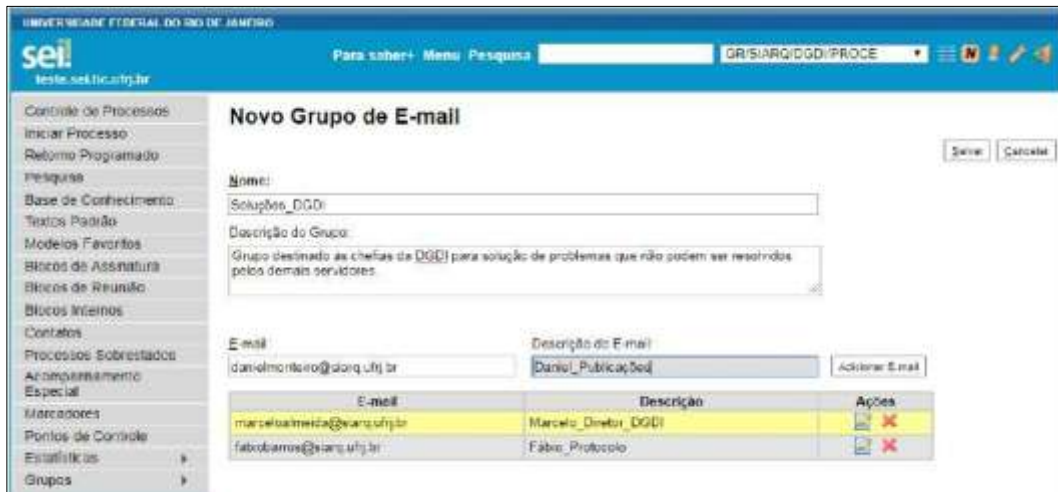 UNIVERSIDADE FEDERAL DO RIO DE JANEIRO
sei!
teste.sei.tic.ufrj.br
Para saber+ Menu Pesquisa
GR/SIARQ/DGDI/PROCE
N
Controle de Processos
Iniciar Processo
Retorno Programado
Pesquisa
Base de Conhecimento
Textos Padrão
Modelos Favoritos
Blocos de Assinatura
Blocos de Reunião
Blocos Internos
Contatos
Processos Sobrestados
Acompanhamento
Especial
Marcadores
Pontos de Controle
Estatísticas
Grupos
Novo Grupo de E-mail
Salvar Cancelar
Nome:
Soluções_DGDI
Descrição do Grupo:
Grupo destinado as chefias da DGDI para solução de problemas que não podem ser resolvidos
pelos demais servidores.
E-mail Descrição do E-mail
danielmonteiro@siarq.ufrj.br Daniel_Publicações Adicionar E-mail
E-mail Descrição Ações
marceloalmeida@siarq.ufrj.br Marcelo_Diretor_DGDI
fabiobarros@siarq.ufrj.br Fábio_Protocolo